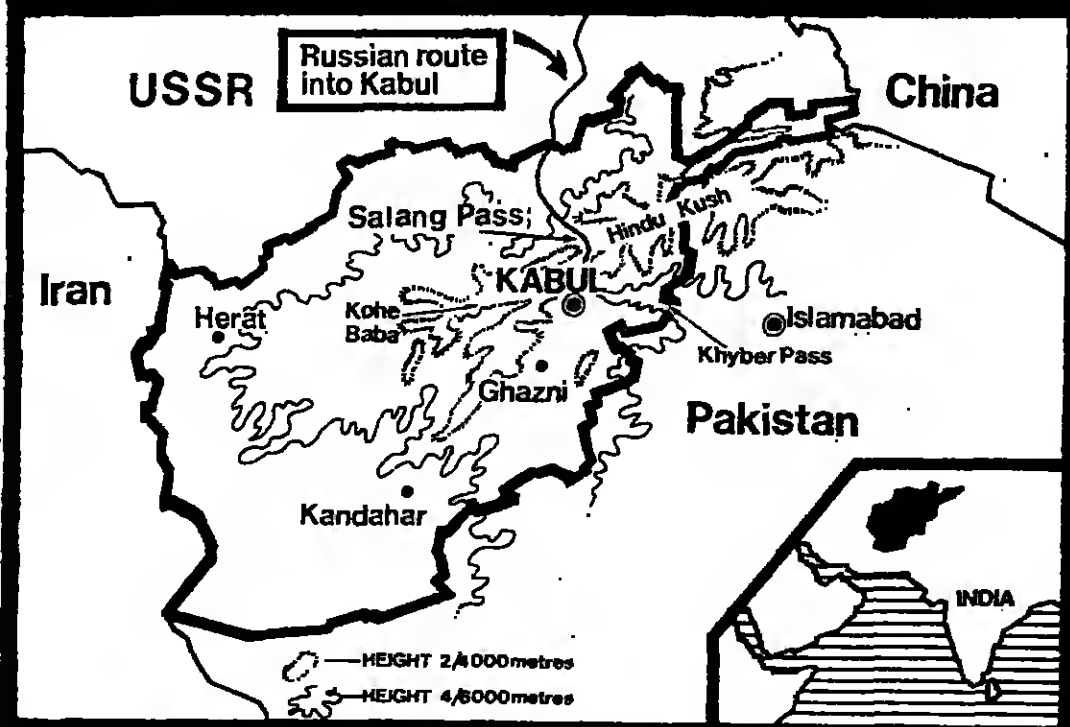 Russian route
into Kabul
USSR
China
Salang Pass
Hindu Kush
Iran
KABUL
Herat
Kohe
Baba
Islamabad
Khyber Pass
Ghazni
Pakistan
Kandahar
INDIA
HEIGHT 2/4000metres
HEIGHT 4/6000metres